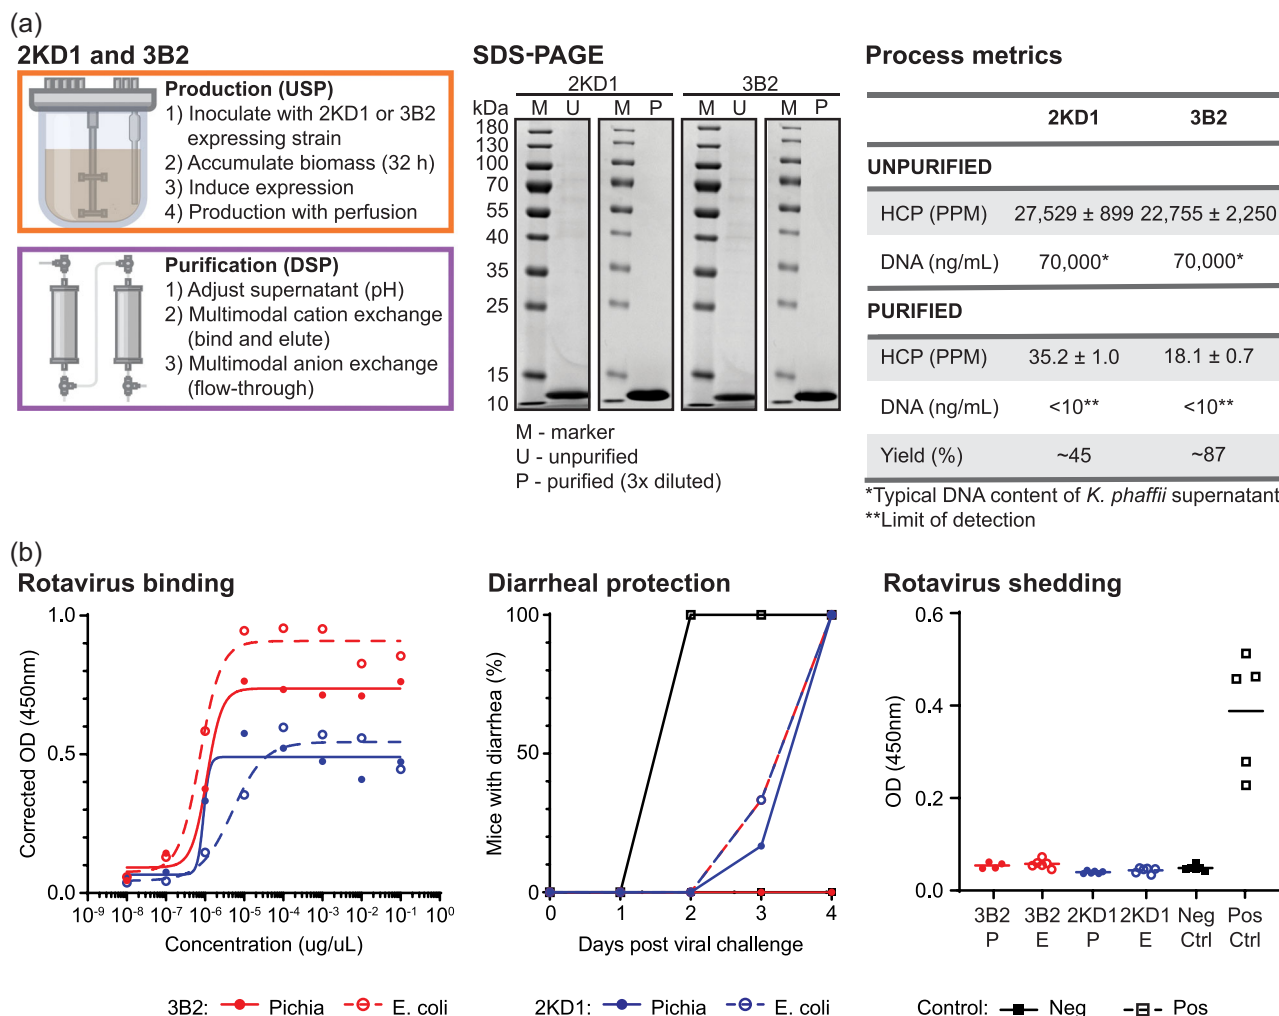 (a)
2KD1 and 3B2
Production (USP)
1) Inoculate with 2KD1 or 3B2
expressing strain
2) Accumulate biomass (32 h)
3) Induce expression
4) Production with perfusion
Purification (DSP)
1) Adjust supernatant (pH)
2) Multimodal cation exchange
(bind and elute)
3) Multimodal anion exchange
(flow-through)
SDS-PAGE
2KD1 3B2
kDa M U M P M U M P
180
130
100
70
55
40
35
25
15
10
M - marker
U - unpurified
P - purified (3x diluted)
Process metrics
2KD1 3B2
UNPURIFIED
HCP (PPM) 27,529 ± 899 22,755 ± 2,250
DNA (ng/mL) 70,000* 70,000*
PURIFIED
HCP (PPM) 35.2 ± 1.0 18.1 ± 0.7
DNA (ng/mL) <10** <10**
Yield (%) ~45 ~87
*Typical DNA content of K. phaffii supernatant
**Limit of detection
(b)
Rotavirus binding
Corrected OD (450nm)
1.0
0.5
0.0
10⁻⁹ 10⁻⁸ 10⁻⁷ 10⁻⁶ 10⁻⁵ 10⁻⁴ 10⁻³ 10⁻² 10⁻¹ 10⁰
Concentration (ug/uL)
Diarrheal protection
Mice with diarrhea (%)
100
50
0
0 1 2 3 4
Days post viral challenge
Rotavirus shedding
OD (450nm)
0.6
0.4
0.2
0.0
3B2 3B2 2KD1 2KD1 Neg Pos
P E P E Ctrl Ctrl
3B2: Pichia E. coli 2KD1: Pichia E. coli Control: Neg Pos